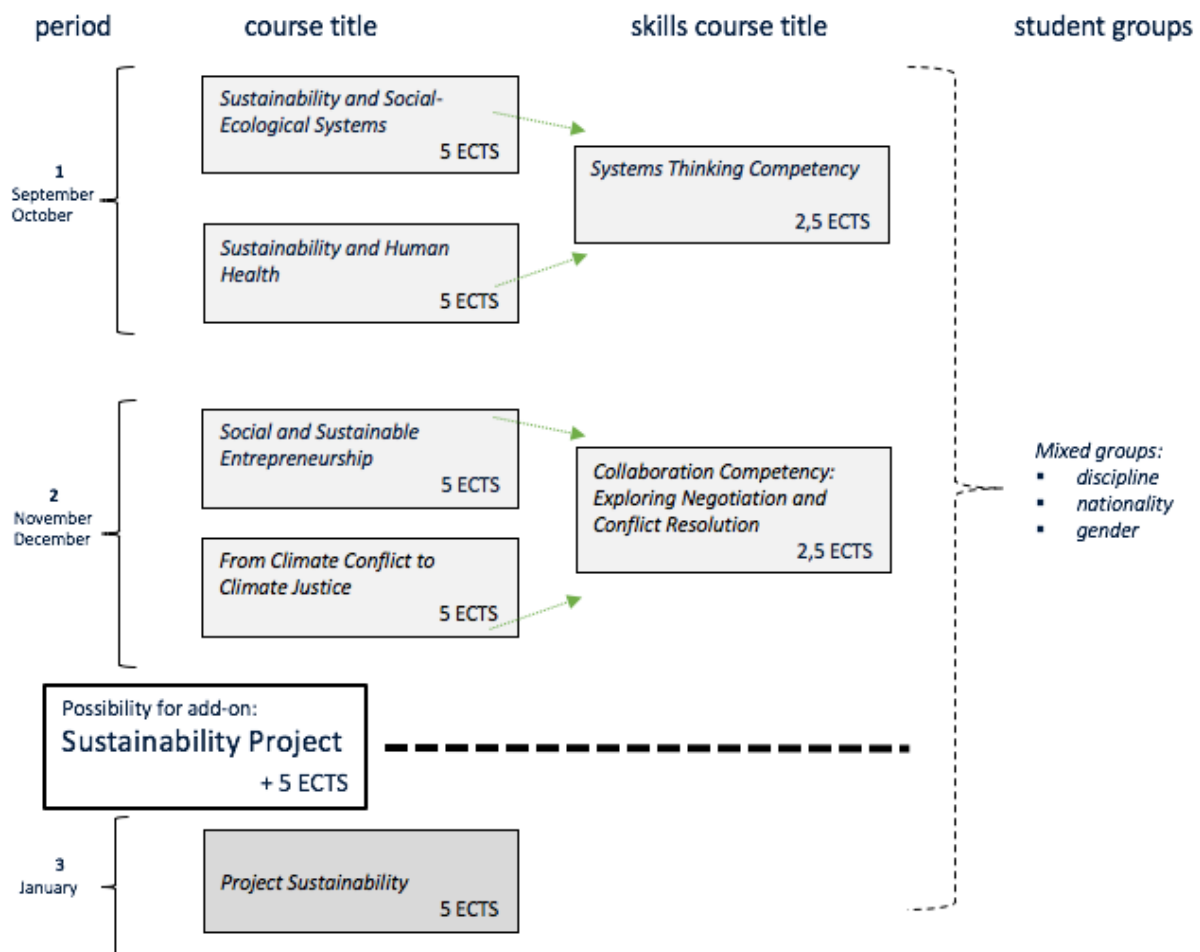 period
course title
skills course title
student groups
1
September
October
Sustainability and Social-
Ecological Systems
5 ECTS
Sustainability and Human
Health
5 ECTS
Systems Thinking Competency
2,5 ECTS
2
November
December
Social and Sustainable
Entrepreneurship
5 ECTS
From Climate Conflict to
Climate Justice
5 ECTS
Collaboration Competency:
Exploring Negotiation and
Conflict Resolution
2,5 ECTS
Mixed groups:
▪ discipline
▪ nationality
▪ gender
Possibility for add-on:
Sustainability Project
+ 5 ECTS
3
January
Project Sustainability
5 ECTS